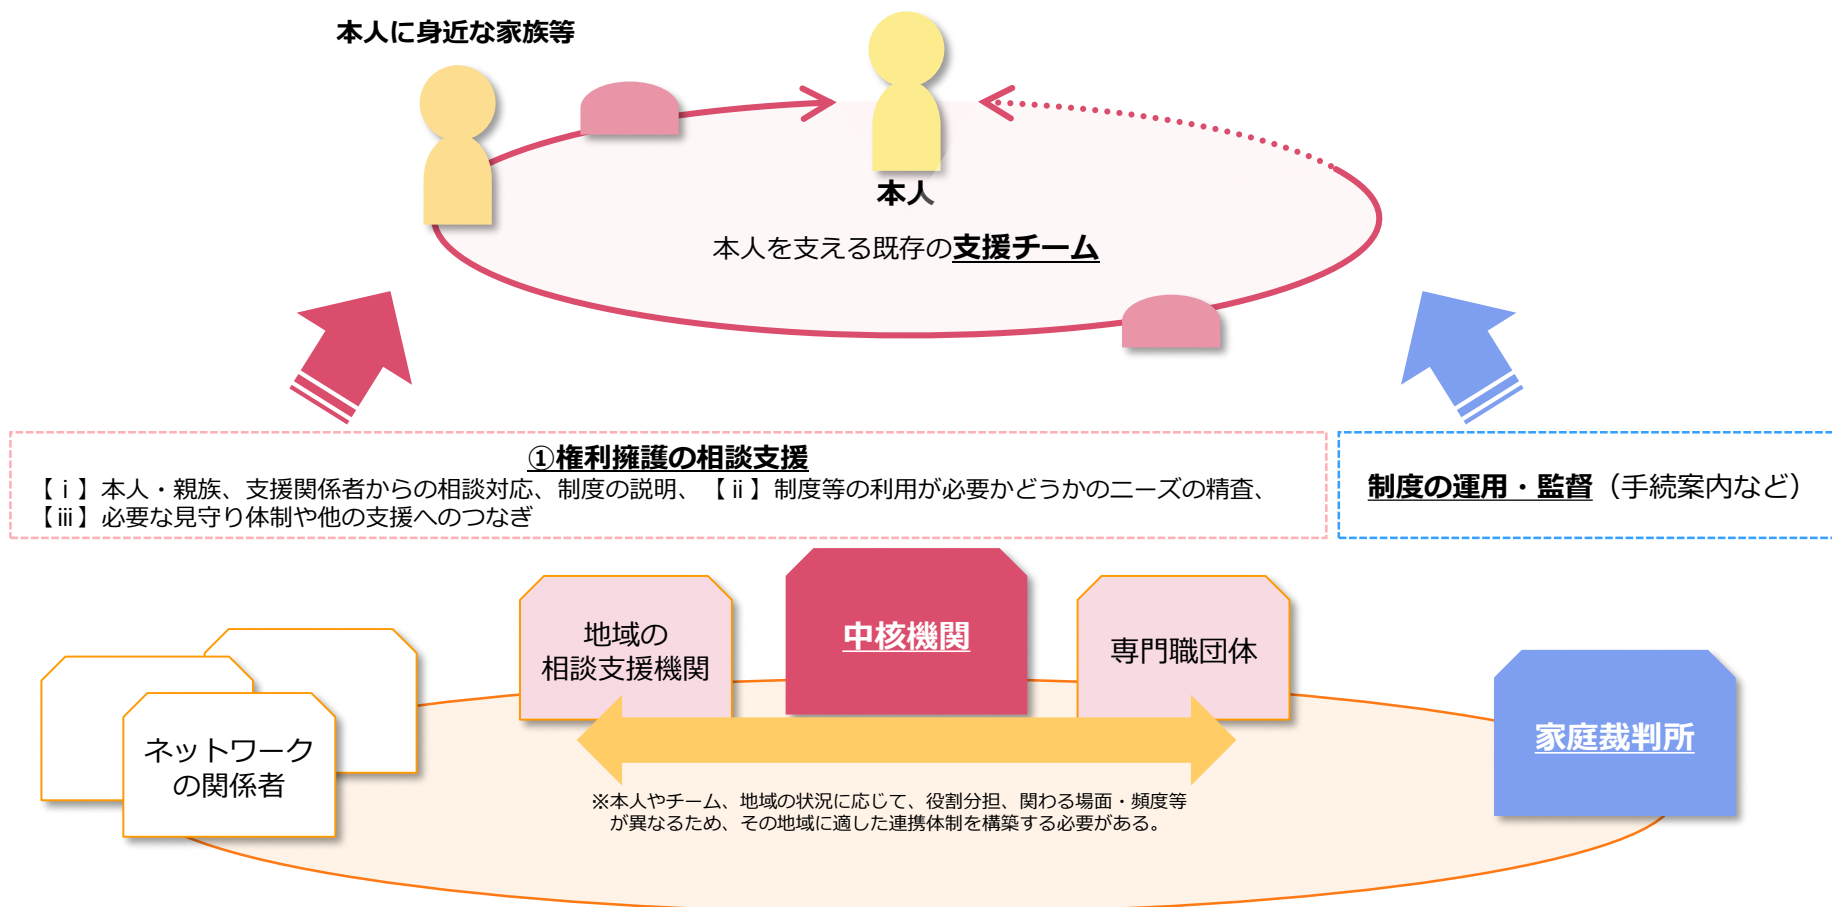 本人に身近な家族等
本人
本人を支える既存の支援チーム
①権利擁護の相談支援
【ⅰ】本人・親族、支援関係者からの相談対応、制度の説明、【ⅱ】制度等の利用が必要かどうかのニーズの精査、
【ⅲ】必要な見守り体制や他の支援へのつなぎ
制度の運用・監督（手続案内など）
地域の
相談支援機関
中核機関
専門職団体
家庭裁判所
ネットワーク
の関係者
※本人やチーム、地域の状況に応じて、役割分担、関わる場面・頻度等
が異なるため、その地域に適した連携体制を構築する必要がある。